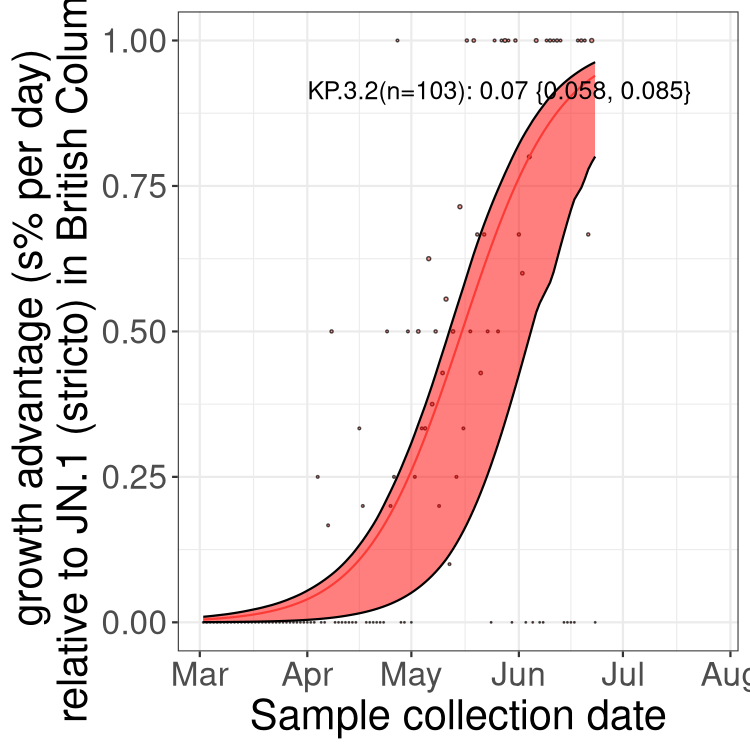 growth advantage (s% per day)
relative to JN.1 (stricto) in British Colum
1.00
0.75
0.50
0.25
0.00
KP.3.2(n=103): 0.07 {0.058, 0.085}
Mar Apr May Jun Jul Aug
Sample collection date